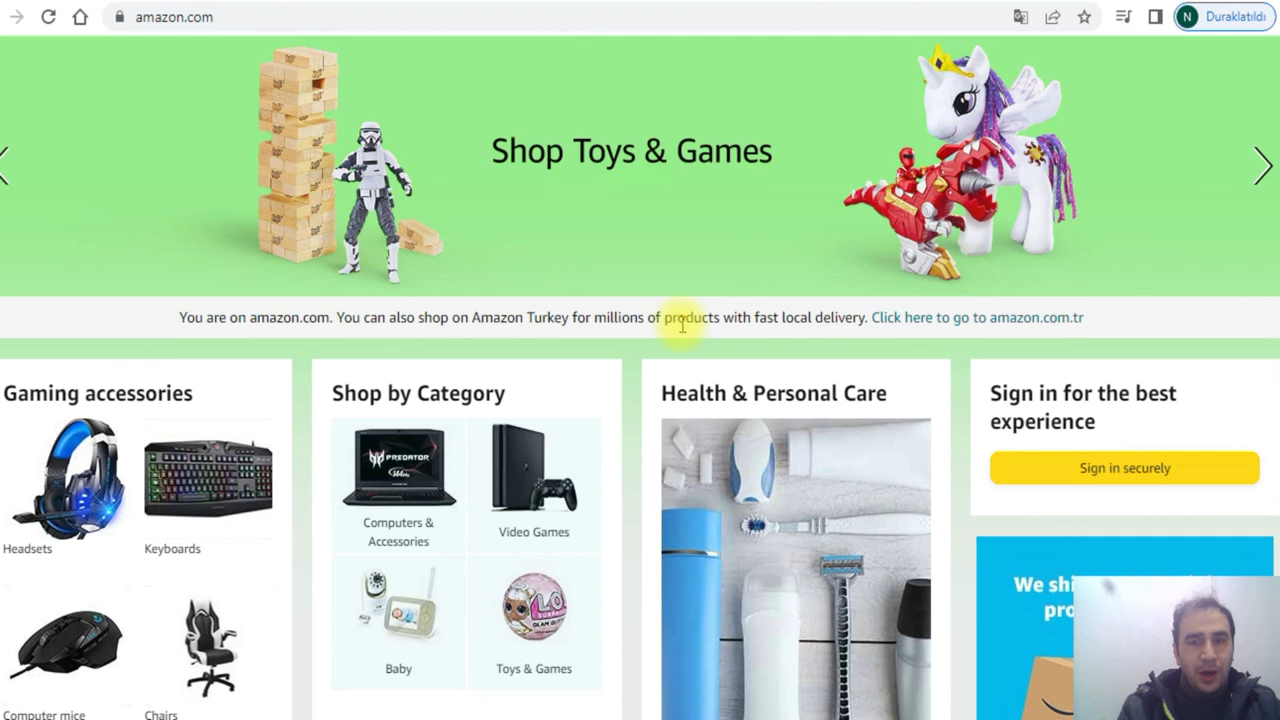 amazon.com
N Duraklatıldı
Shop Toys & Games
You are on amazon.com. You can also shop on Amazon Turkey for millions of products with fast local delivery. Click here to go to amazon.com.tr
Gaming accessories
Headsets
Keyboards
Computer mice
Chairs
Shop by Category
PREDATOR
Computers &
Accessories
Video Games
Baby
Toys & Games
Health & Personal Care
Sign in for the best
experience
Sign in securely
We shi
pro